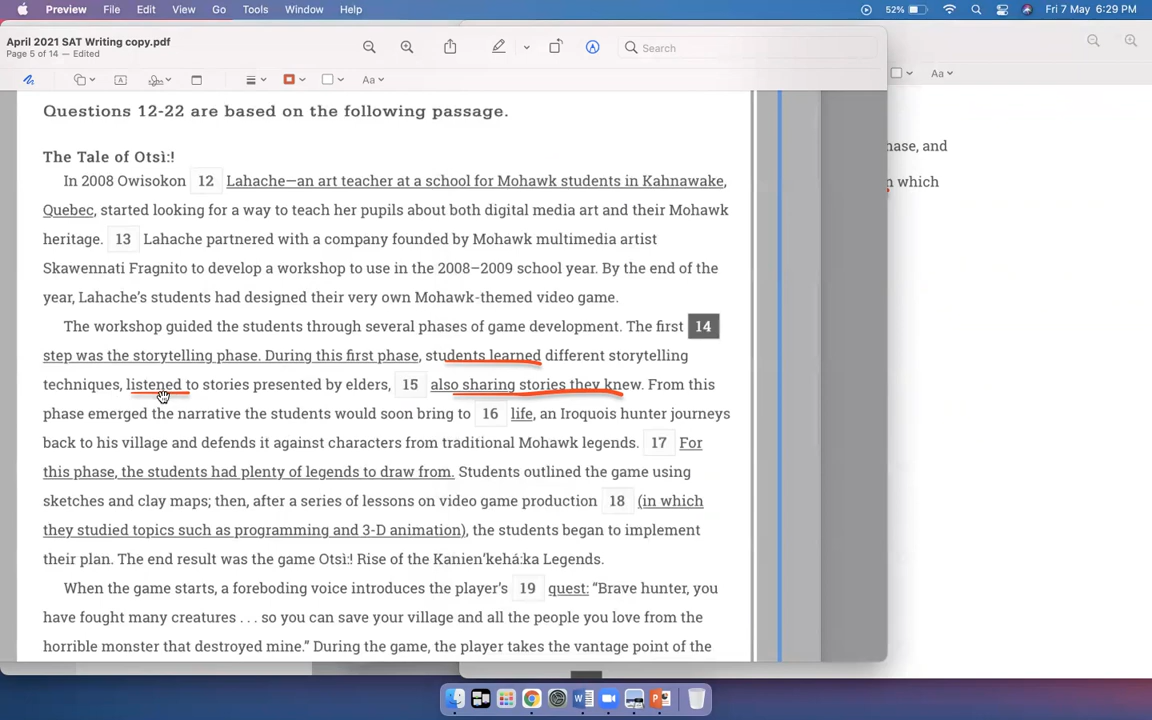 Preview File Edit View Go Tools Window Help 52% Fri 7 May 6:29 PM
April 2021 SAT Writing copy.pdf
Page 5 of 14 — Edited
Search
Aa
Aa
Questions 12-22 are based on the following passage.
The Tale of Otsì:!
In 2008 Owisokon 12 Lahache—an art teacher at a school for Mohawk students in Kahnawake,
Quebec, started looking for a way to teach her pupils about both digital media art and their Mohawk
heritage. 13 Lahache partnered with a company founded by Mohawk multimedia artist
Skawennati Fragnito to develop a workshop to use in the 2008–2009 school year. By the end of the
year, Lahache's students had designed their very own Mohawk-themed video game.
The workshop guided the students through several phases of game development. The first 14
step was the storytelling phase. During this first phase, students learned different storytelling
techniques, listened to stories presented by elders, 15 also sharing stories they knew. From this
phase emerged the narrative the students would soon bring to 16 life, an Iroquois hunter journeys
back to his village and defends it against characters from traditional Mohawk legends. 17 For
this phase, the students had plenty of legends to draw from. Students outlined the game using
sketches and clay maps; then, after a series of lessons on video game production 18 (in which
they studied topics such as programming and 3-D animation), the students began to implement
their plan. The end result was the game Otsì:! Rise of the Kanien'kehá:ka Legends.
When the game starts, a foreboding voice introduces the player's 19 quest: "Brave hunter, you
have fought many creatures . . . so you can save your village and all the people you love from the
horrible monster that destroyed mine." During the game, the player takes the vantage point of the
hase, and
n which